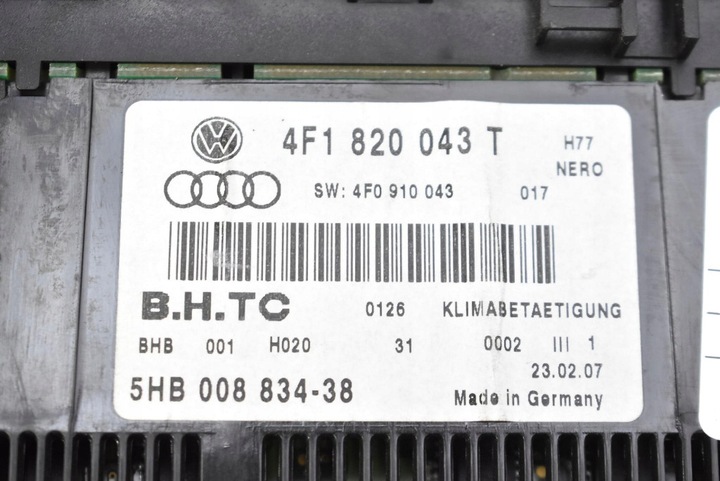 4F1 820 043 T H77
NERO
SW: 4F0 910 043 017
B.H.TC 0126 KLIMABETAETIGUNG
BHB 001 H020 31 0002 III 1
23.02.07
5HB 008 834-38 Made in Germany